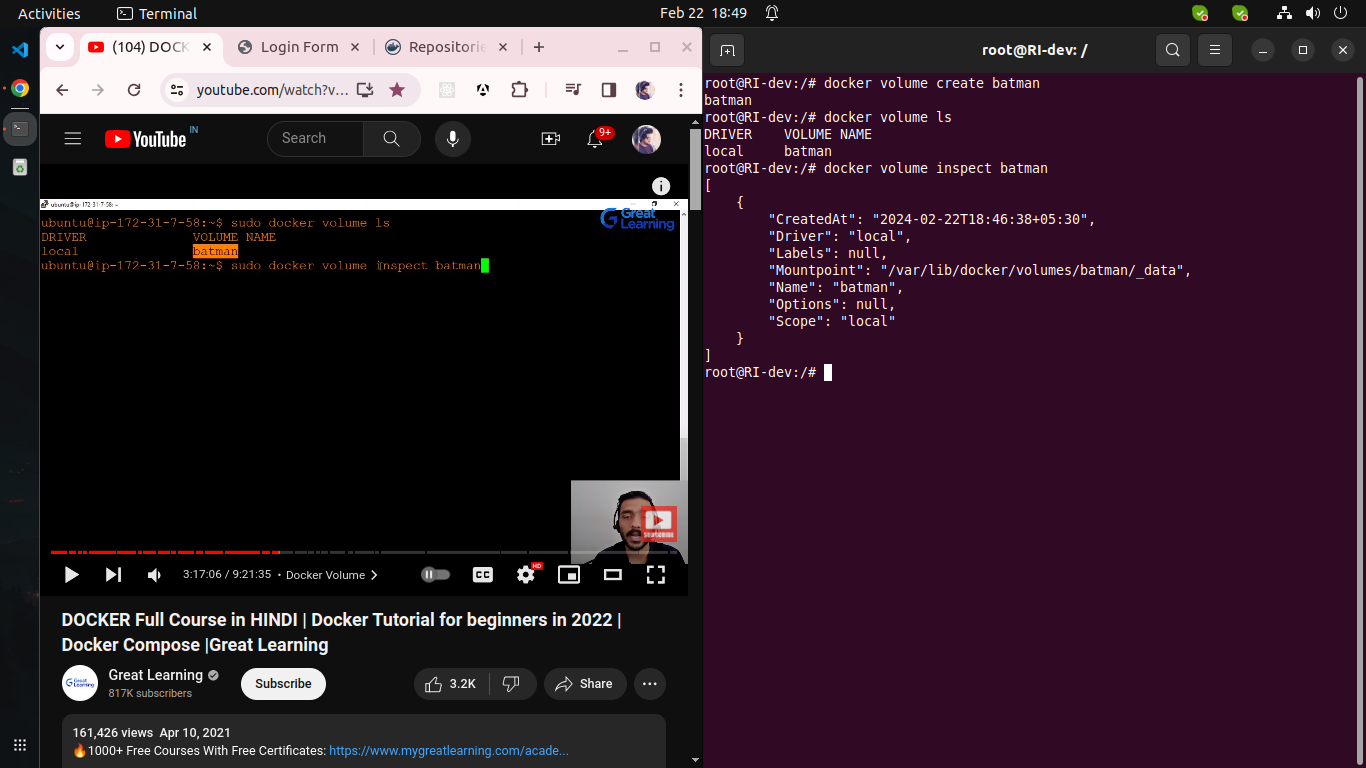 Activities Terminal Feb 22 18:49
(104) DOCK Login Form Repositorie
youtube.com/watch?v...
YouTube IN Search 9+
ubuntu@ip-172-31-7-58: ~
ubuntu@ip-172-31-7-58:~$ sudo docker volume ls
DRIVER VOLUME NAME
local batman
ubuntu@ip-172-31-7-58:~$ sudo docker volume inspect batman
Great
Learning
SUBSCRIBE
3:17:06 / 9:21:35 • Docker Volume
CC HD
DOCKER Full Course in HINDI | Docker Tutorial for beginners in 2022 |
Docker Compose |Great Learning
Great
Learning
Great Learning
817K subscribers
Subscribe
3.2K
Share
161,426 views Apr 10, 2021
🔥1000+ Free Courses With Free Certificates: https://www.mygreatlearning.com/acade...
root@RI-dev: /
root@RI-dev:/# docker volume create batman
batman
root@RI-dev:/# docker volume ls
DRIVER VOLUME NAME
local batman
root@RI-dev:/# docker volume inspect batman
[
{
"CreatedAt": "2024-02-22T18:46:38+05:30",
"Driver": "local",
"Labels": null,
"Mountpoint": "/var/lib/docker/volumes/batman/_data",
"Name": "batman",
"Options": null,
"Scope": "local"
}
]
root@RI-dev:/#